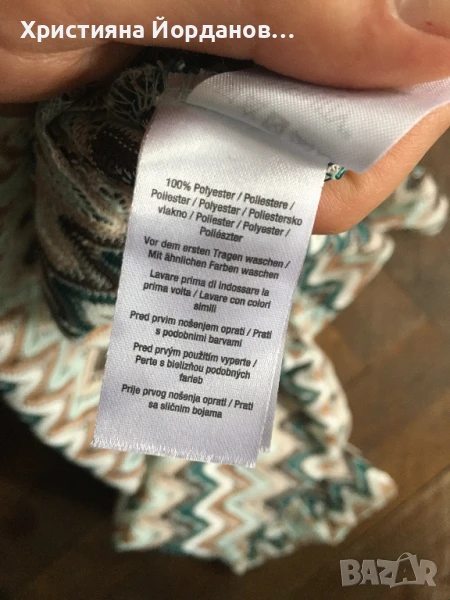 Християна Йорданов...
100% Polyester / Poliestere /
Poliester / Polyester / Poliestersko
vlakno / Poliester / Polyester /
Poliészter
Vor dem ersten Tragen waschen /
Mit ähnlichen Farben waschen
Lavare prima di indossare la
prima volta / Lavare con colori
simili
Pred prvim nošenjem oprati / Prati
s podobnimi barvami
Před prvým použitím vyperte /
Perte s bielizňou podobných
farieb
Prije prvog nošenja oprati / Prati
sa sličnim bojama
BAZAR